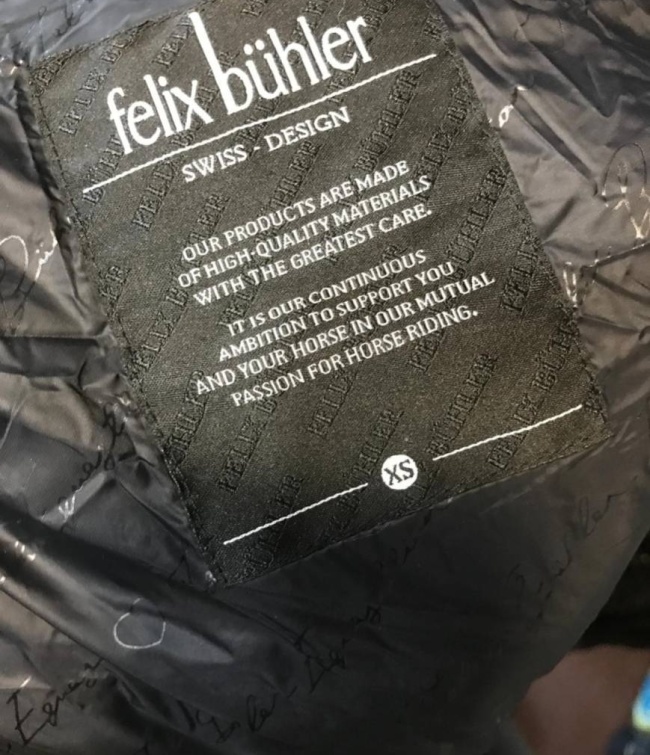 felix bühler
SWISS - DESIGN
OUR PRODUCTS ARE MADE
OF HIGH-QUALITY MATERIALS
WITH THE GREATEST CARE.
IT IS OUR CONTINUOUS
AMBITION TO SUPPORT YOU
AND YOUR HORSE IN OUR MUTUAL
PASSION FOR HORSE RIDING.
XS